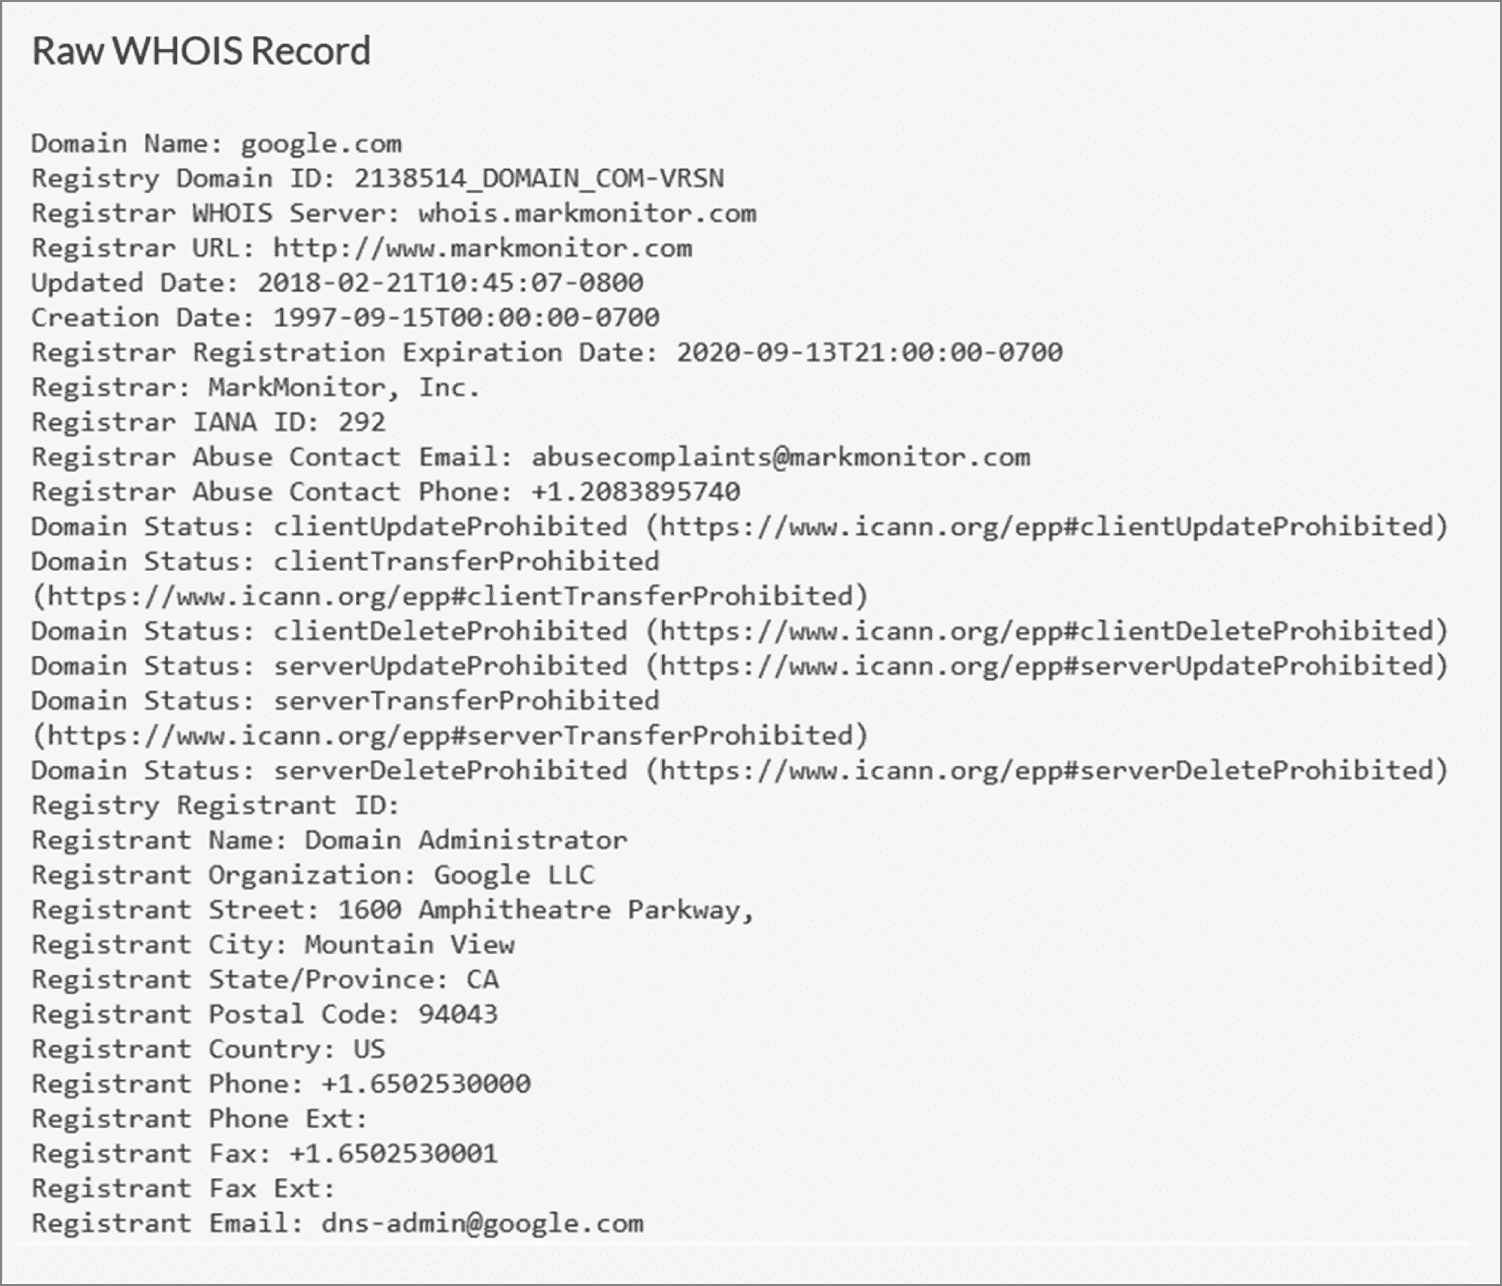 Raw WHOIS Record
Domain Name: google.com
Registry Domain ID: 2138514_DOMAIN_COM-VRSN
Registrar WHOIS Server: whois.markmonitor.com
Registrar URL: http://www.markmonitor.com
Updated Date: 2018-02-21T10:45:07-0800
Creation Date: 1997-09-15T00:00:00-0700
Registrar Registration Expiration Date: 2020-09-13T21:00:00-0700
Registrar: MarkMonitor, Inc.
Registrar IANA ID: 292
Registrar Abuse Contact Email: abusecomplaints@markmonitor.com
Registrar Abuse Contact Phone: +1.2083895740
Domain Status: clientUpdateProhibited (https://www.icann.org/epp#clientUpdateProhibited)
Domain Status: clientTransferProhibited
(https://www.icann.org/epp#clientTransferProhibited)
Domain Status: clientDeleteProhibited (https://www.icann.org/epp#clientDeleteProhibited)
Domain Status: serverUpdateProhibited (https://www.icann.org/epp#serverUpdateProhibited)
Domain Status: serverTransferProhibited
(https://www.icann.org/epp#serverTransferProhibited)
Domain Status: serverDeleteProhibited (https://www.icann.org/epp#serverDeleteProhibited)
Registry Registrant ID:
Registrant Name: Domain Administrator
Registrant Organization: Google LLC
Registrant Street: 1600 Amphitheatre Parkway,
Registrant City: Mountain View
Registrant State/Province: CA
Registrant Postal Code: 94043
Registrant Country: US
Registrant Phone: +1.6502530000
Registrant Phone Ext:
Registrant Fax: +1.6502530001
Registrant Fax Ext:
Registrant Email: dns-admin@google.com